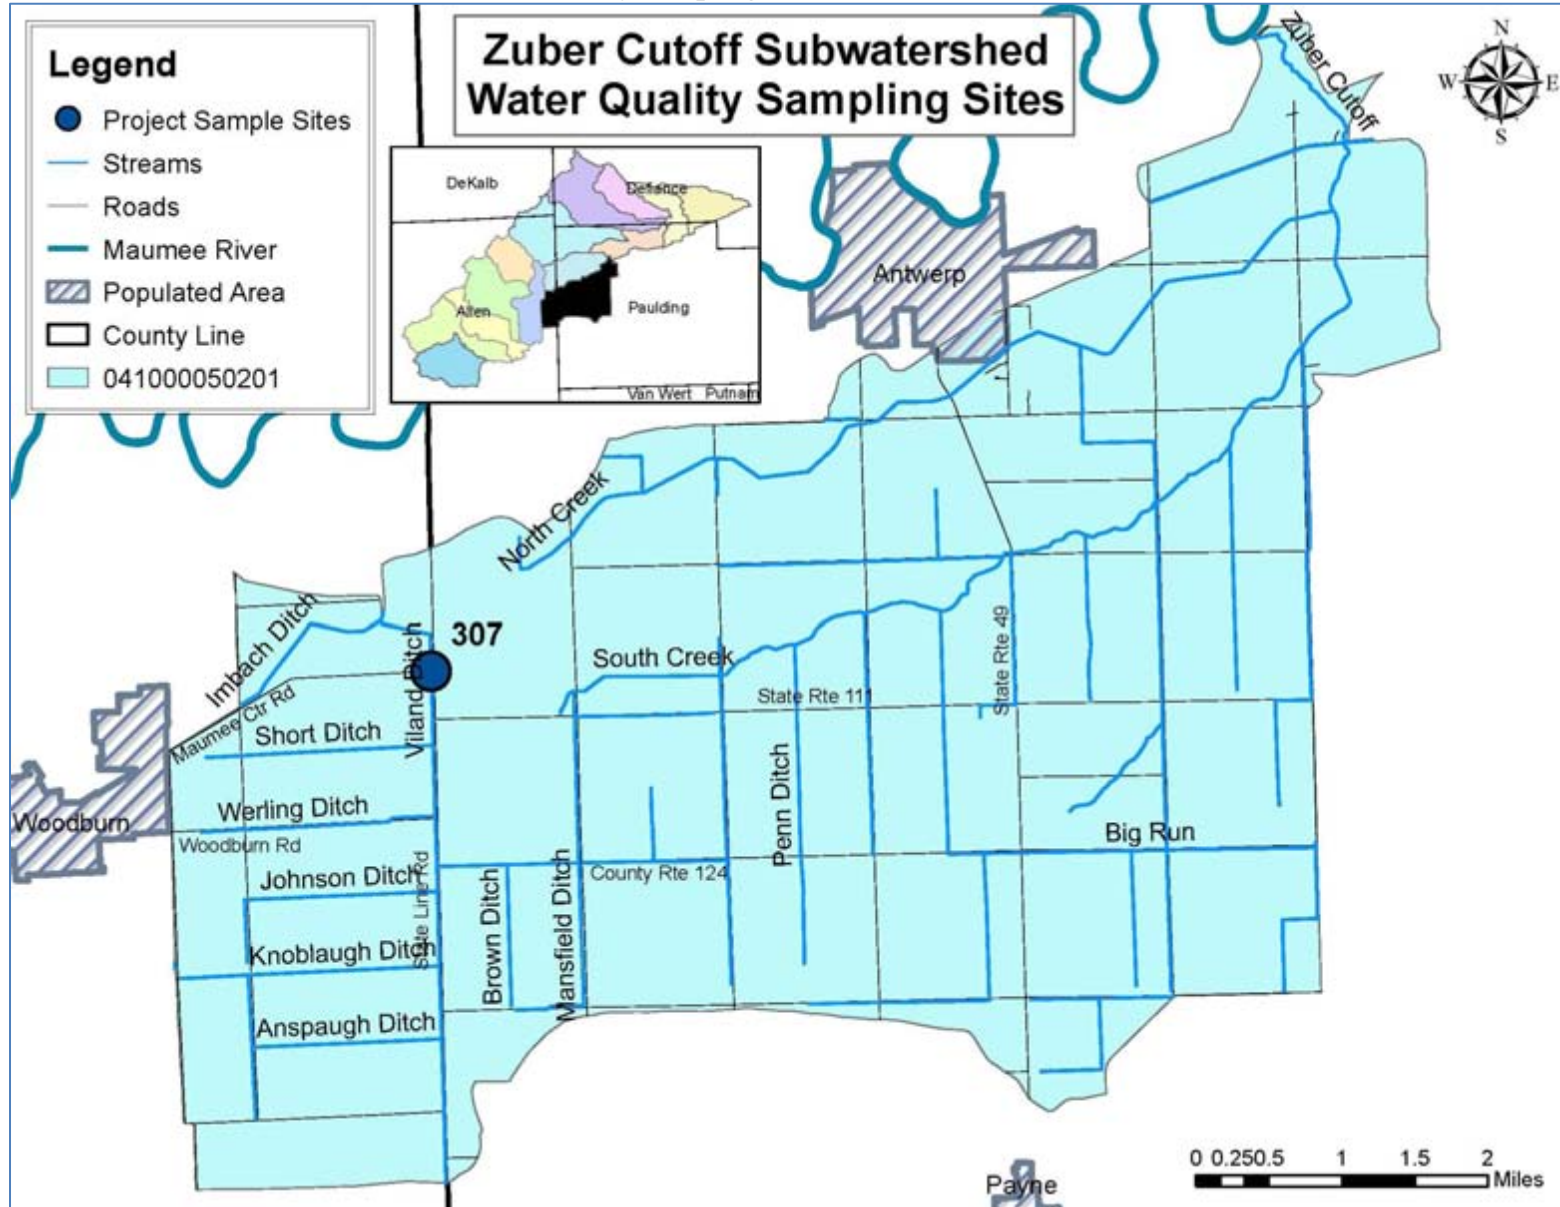 Zuber Cutoff Subwatershed
Water Quality Sampling Sites
Legend
Project Sample Sites
Streams
Roads
Maumee River
Populated Area
County Line
041000050201
DeKalb
Defiance
Allen
Paulding
Van Wert
Putnam
N
W
E
S
Zuber Cutoff
Antwerp
North Creek
Imbach Ditch
Viland Ditch
307
South Creek
State Rte 49
State Rte 111
Maumee Ctr Rd
Short Ditch
Werling Ditch
Woodburn
Woodburn Rd
Penn Ditch
Big Run
Johnson Ditch
State Line Rd
County Rte 124
Brown Ditch
Mansfield Ditch
Knoblaugh Ditch
Anspaugh Ditch
Payne
0 0.250.5 1 1.5 2
Miles